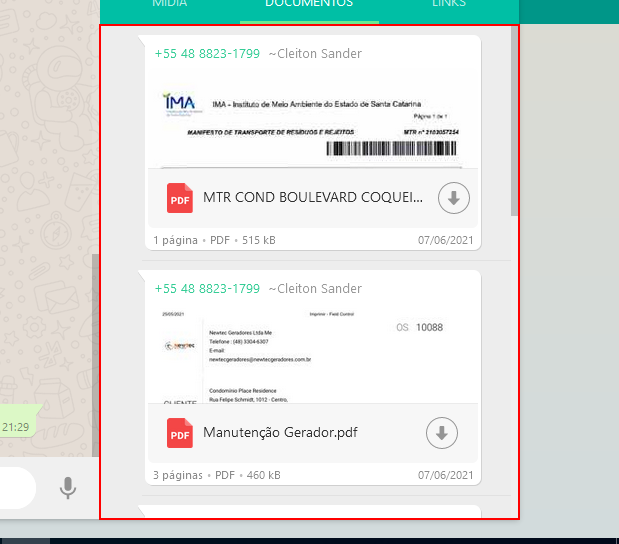 MÍDIA DOCUMENTOS LINKS
+55 48 8823-1799 ~Cleiton Sander
IMA
IMA - Instituto de Meio Ambiente do Estado de Santa Catarina
Página 1 de 1
MANIFESTO DE TRANSPORTE DE RESÍDUOS E REJEITOS MTR nº 2103057254
PDF MTR COND BOULEVARD COQUEI...
1 página • PDF • 515 kB 07/06/2021
+55 48 8823-1799 ~Cleiton Sander
25/05/2021 Imprimir - Field Control
OS 10088
Newtec Geradores Ltda Me
Telefone : (48) 3304-6307
E-mail:
newtecgeradores@newtecgeradores.com.br
Newtec
Condomínio Place Residence
CLIENTE
Rua Felipe Schmidt, 1012 - Centro,
PDF Manutenção Gerador.pdf
3 páginas • PDF • 460 kB 07/06/2021
21:29